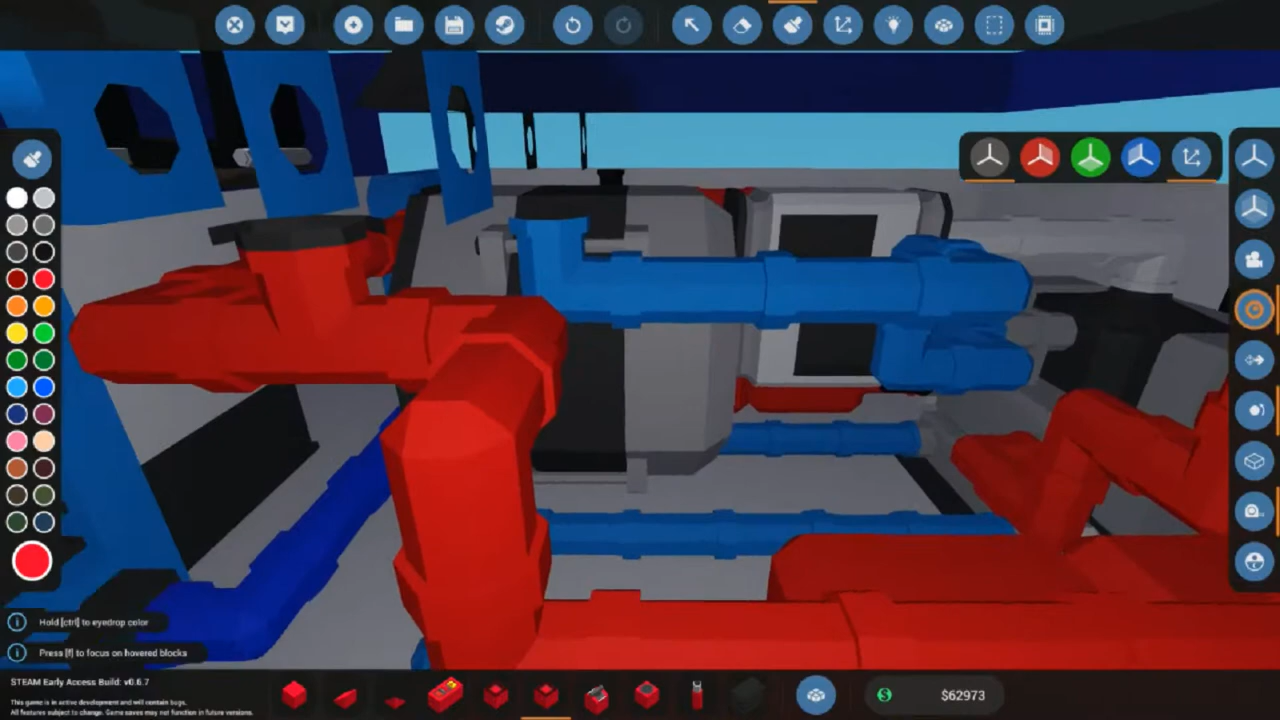 Hold [ctrl] to eyedrop color
Press [f] to focus on hovered blocks
STEAM Early Access Build: v0.6.7
This game is in active development and will contain bugs.
All features subject to change. Game saves may not function in future versions.
$62973